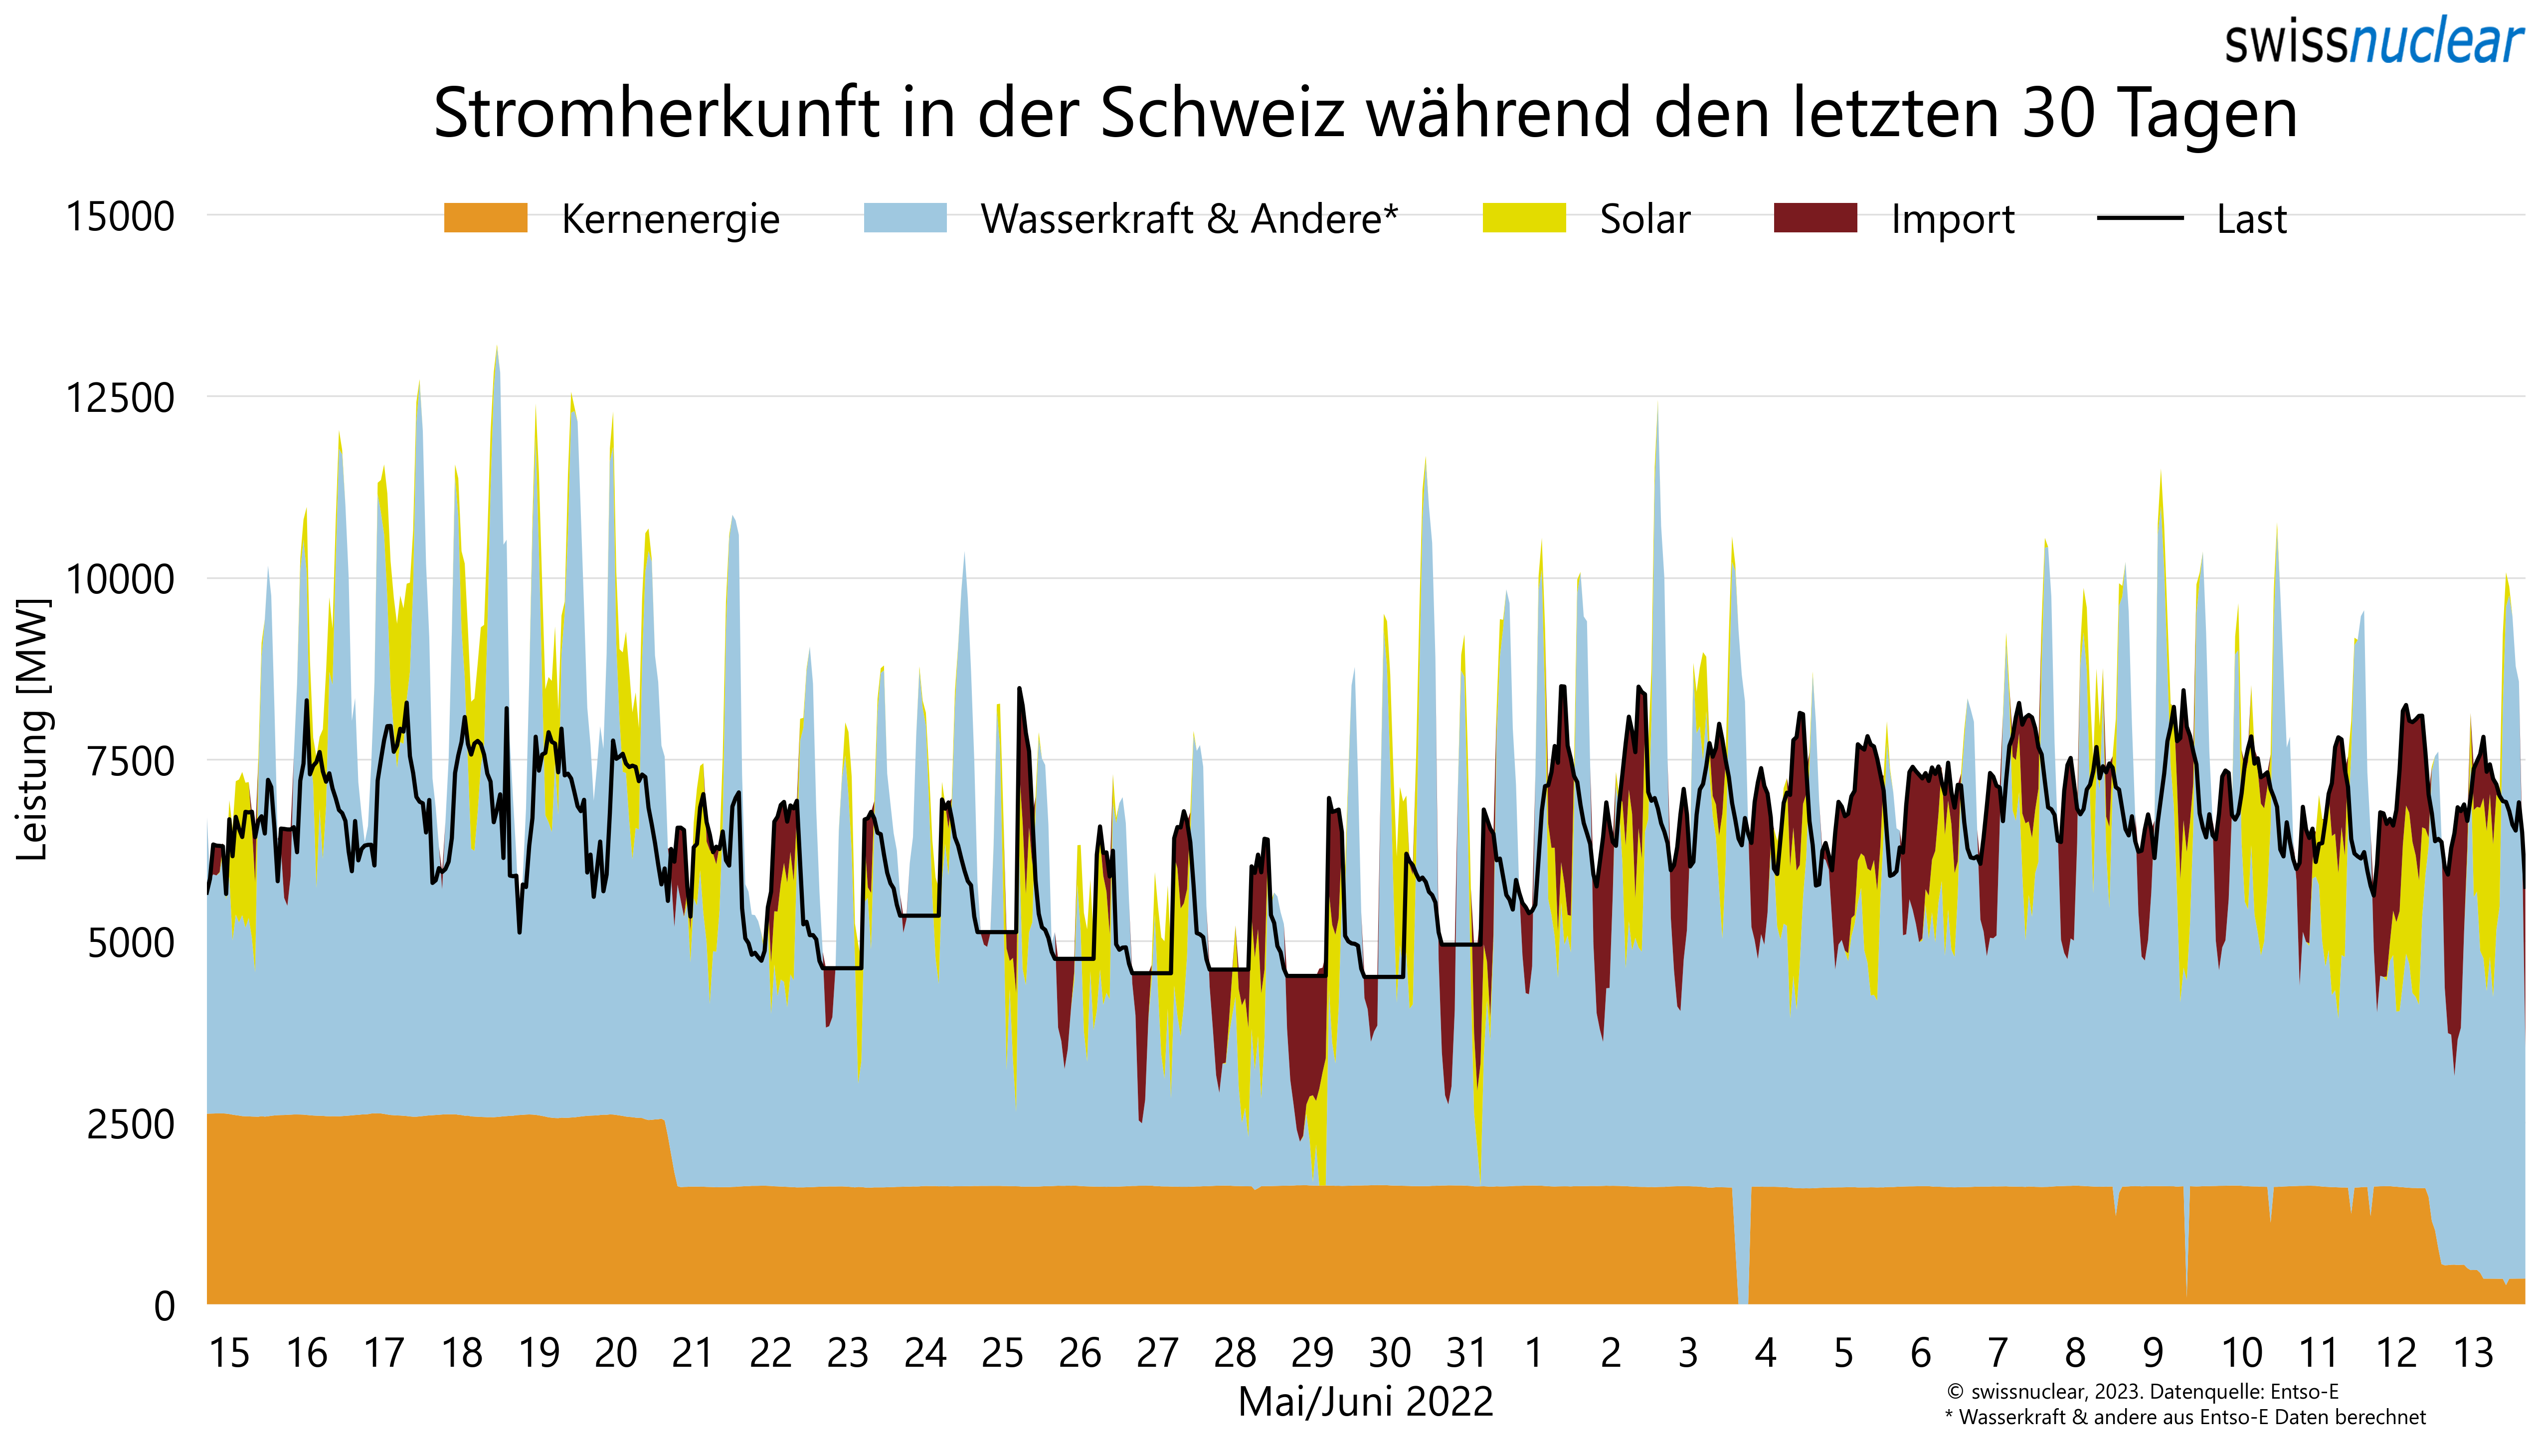 swissnuclear
Stromherkunft in der Schweiz während den letzten 30 Tagen
Kernenergie Wasserkraft & Andere* Solar Import Last
15000
12500
10000
7500
5000
2500
0
Leistung [MW]
15 16 17 18 19 20 21 22 23 24 25 26 27 28 29 30 31 1 2 3 4 5 6 7 8 9 10 11 12 13
Mai/Juni 2022
© swissnuclear, 2023. Datenquelle: Entso-E
* Wasserkraft & andere aus Entso-E Daten berechnet